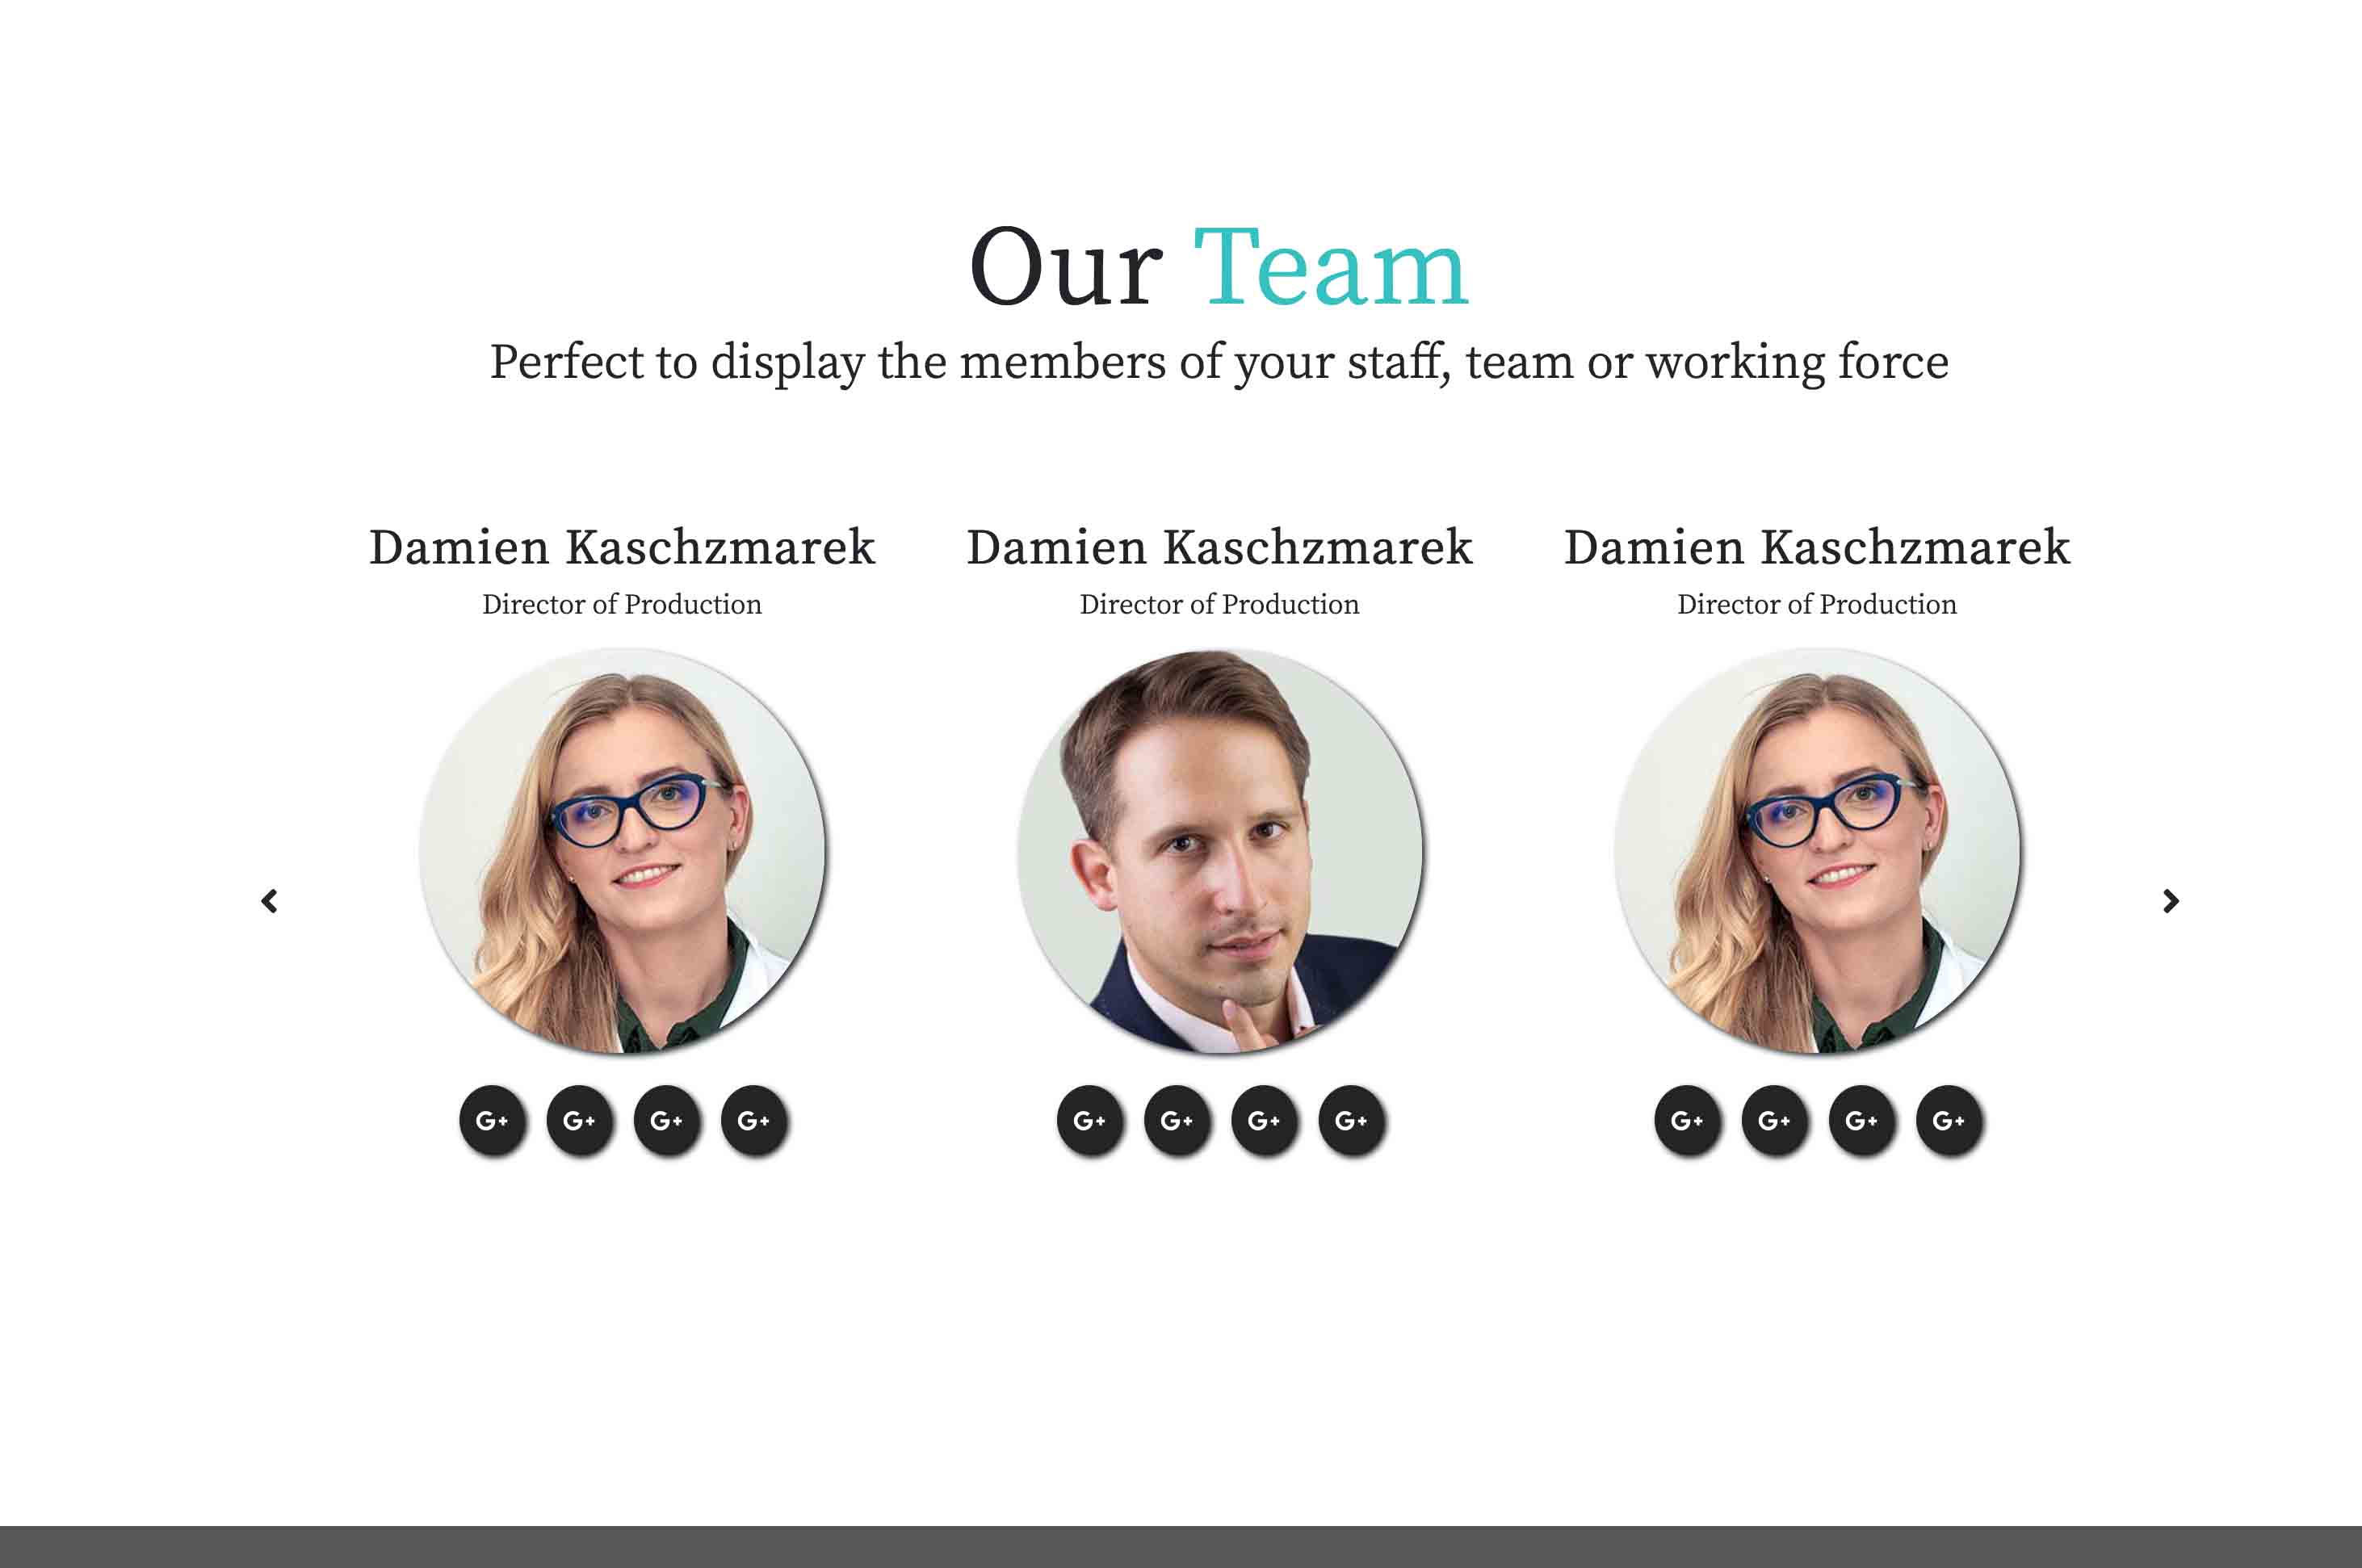 Our Team
Perfect to display the members of your staff, team or working force
Damien Kaschzmarek Damien Kaschzmarek Damien Kaschzmarek
Director of Production Director of Production Director of Production
G+ G+ G+ G+ G+ G+ G+ G+ G+ G+ G+ G+